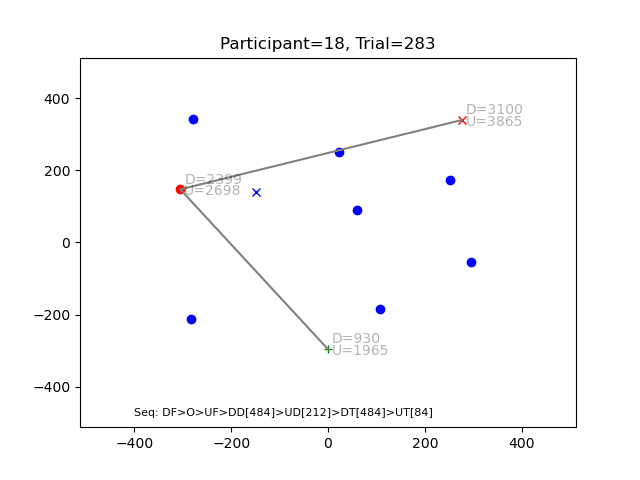 Participant=18, Trial=283
400
200
0
−200
−400
D=3100
U=3865
D=2399
U=2698
D=930
U=1965
Seq: DF>O>UF>DD[484]>UD[212]>DT[484]>UT[84]
−400
−200
0
200
400